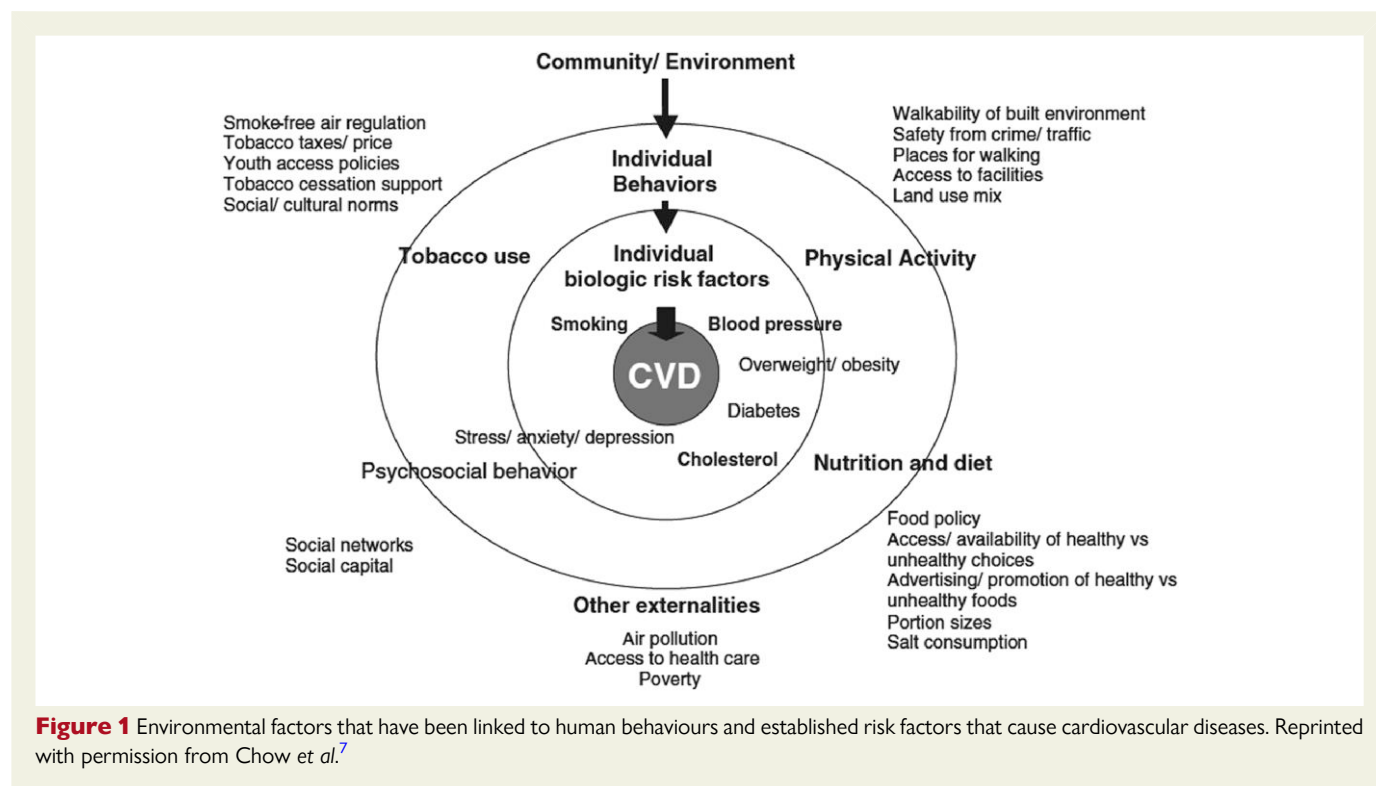 Community/ Environment
Smoke-free air regulation
Tobacco taxes/ price
Youth access policies
Tobacco cessation support
Social/ cultural norms
Walkability of built environment
Safety from crime/ traffic
Places for walking
Access to facilities
Land use mix
Individual
Behaviors
Tobacco use
Individual
biologic risk factors
Physical Activity
Smoking
Blood pressure
CVD
Overweight/ obesity
Diabetes
Stress/ anxiety/ depression
Cholesterol
Psychosocial behavior
Nutrition and diet
Social networks
Social capital
Food policy
Access/ availability of healthy vs
unhealthy choices
Advertising/ promotion of healthy vs
unhealthy foods
Portion sizes
Salt consumption
Other externalities
Air pollution
Access to health care
Poverty
Figure 1 Environmental factors that have been linked to human behaviours and established risk factors that cause cardiovascular diseases. Reprinted
with permission from Chow et al.7